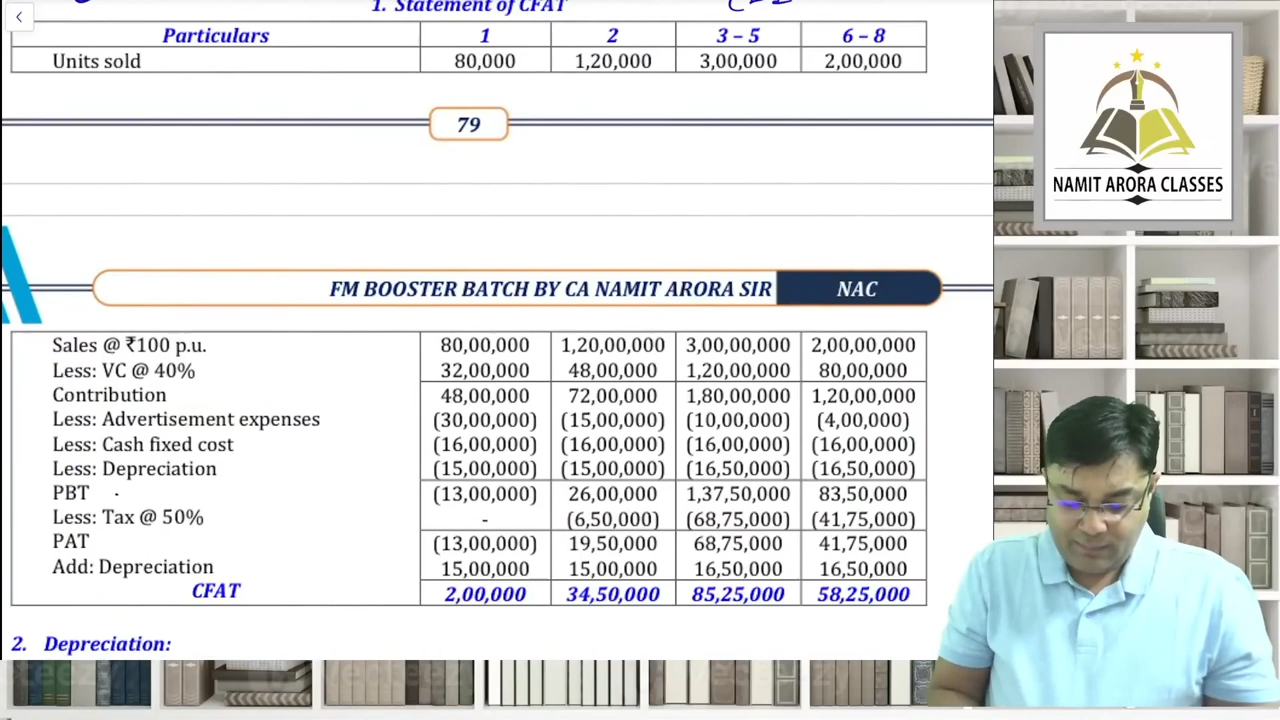 1. Statement of CFAT
Particulars 1 2 3 – 5 6 – 8
Units sold 80,000 1,20,000 3,00,000 2,00,000
79
NAMIT ARORA CLASSES
FM BOOSTER BATCH BY CA NAMIT ARORA SIR NAC
Sales @ ₹100 p.u. 80,00,000 1,20,00,000 3,00,00,000 2,00,00,000
Less: VC @ 40% 32,00,000 48,00,000 1,20,00,000 80,00,000
Contribution 48,00,000 72,00,000 1,80,00,000 1,20,00,000
Less: Advertisement expenses (30,00,000) (15,00,000) (10,00,000) (4,00,000)
Less: Cash fixed cost (16,00,000) (16,00,000) (16,00,000) (16,00,000)
Less: Depreciation (15,00,000) (15,00,000) (16,50,000) (16,50,000)
PBT (13,00,000) 26,00,000 1,37,50,000 83,50,000
Less: Tax @ 50% - (6,50,000) (68,75,000) (41,75,000)
PAT (13,00,000) 19,50,000 68,75,000 41,75,000
Add: Depreciation 15,00,000 15,00,000 16,50,000 16,50,000
CFAT 2,00,000 34,50,000 85,25,000 58,25,000
2. Depreciation: